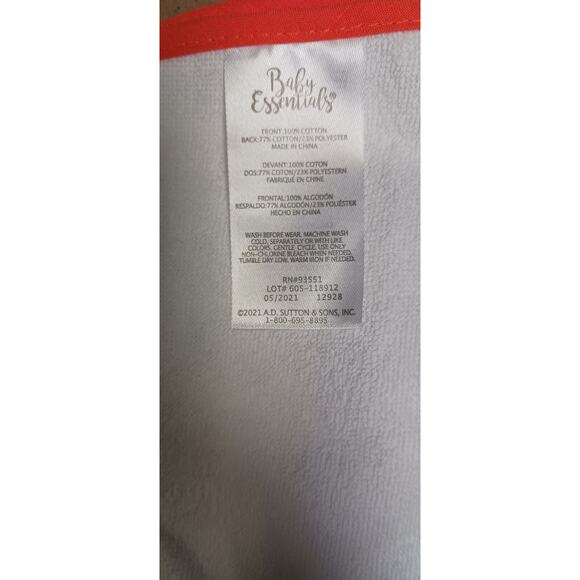 Baby
Essentials®
FRONT:100% COTTON
BACK:77% COTTON/23% POLYESTER
MADE IN CHINA
DEVANT:100% COTON
DOS:77% COTON/23% POLYESTERN
FABRIQUÉ EN CHINE
FRONTAL:100% ALGODÓN
RESPALDO:77% ALGODÓN/23% POLIÉSTER
HECHO EN CHINA
WASH BEFORE WEAR. MACHINE WASH
COLD, SEPARATELY OR WITH LIKE
COLORS, GENTLE CYCLE, USE ONLY
NON-CHLORINE BLEACH WHEN NEEDED.
TUMBLE DRY LOW. WARM IRON IF NEEDED.
RN#93551
LOT# 605-118912
05/2021 12928
©2021 A.D. SUTTON & SONS, INC.
1-800-695-8895